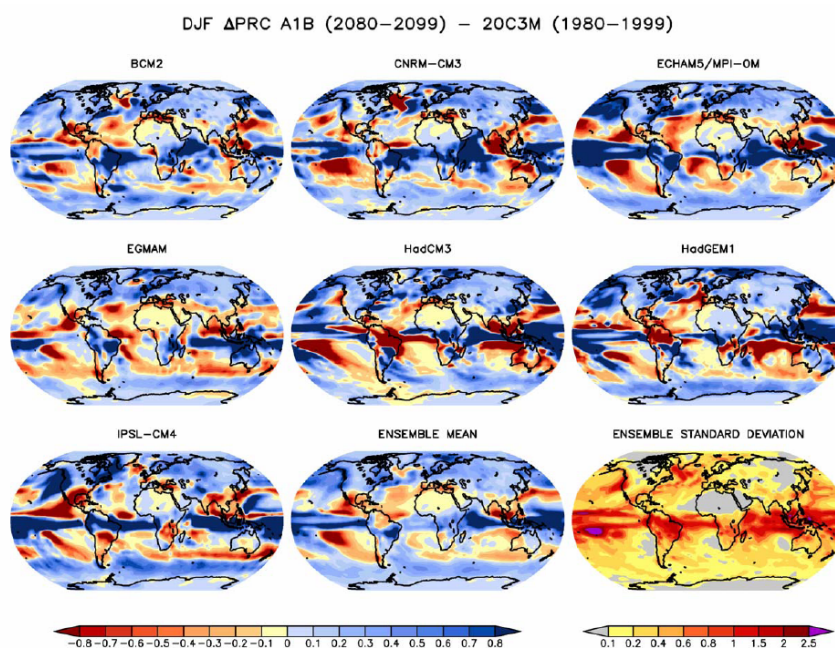 DJF ΔPRC A1B (2080−2099) − 20C3M (1980−1999)
BCM2
CNRM−CM3
ECHAM5/MPI−OM
EGMAM
HadCM3
HadGEM1
IPSL−CM4
ENSEMBLE MEAN
ENSEMBLE STANDARD DEVIATION
−0.8 −0.7 −0.6 −0.5 −0.4 −0.3 −0.2 −0.1 0 0.1 0.2 0.3 0.4 0.5 0.6 0.7 0.8
0.1 0.2 0.4 0.6 0.8 1 1.5 2 2.5